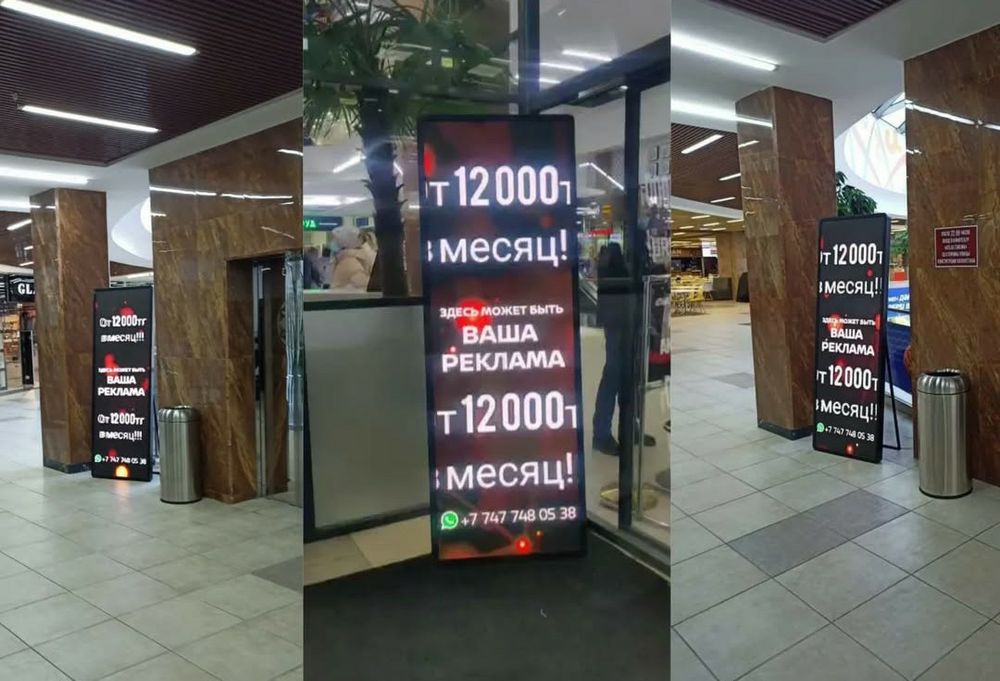 GL
От 12000тг
в месяц!!!
ЗДЕСЬ МОЖЕТ БЫТЬ
ВАША
РЕКЛАМА
От 12000тг
в месяц!!!
+7 747 748 05 38
т 12000т
в месяц!
ЗДЕСЬ МОЖЕТ БЫТЬ
ВАША
РЕКЛАМА
т 12000т
в месяц!
+7 747 748 05 38
т 12000т
в месяц!!
ЗДЕСЬ МОЖЕТ БЫТЬ
ВАША
РЕКЛАМА
т 12000т
в месяц!!
+7 747 748 05 38